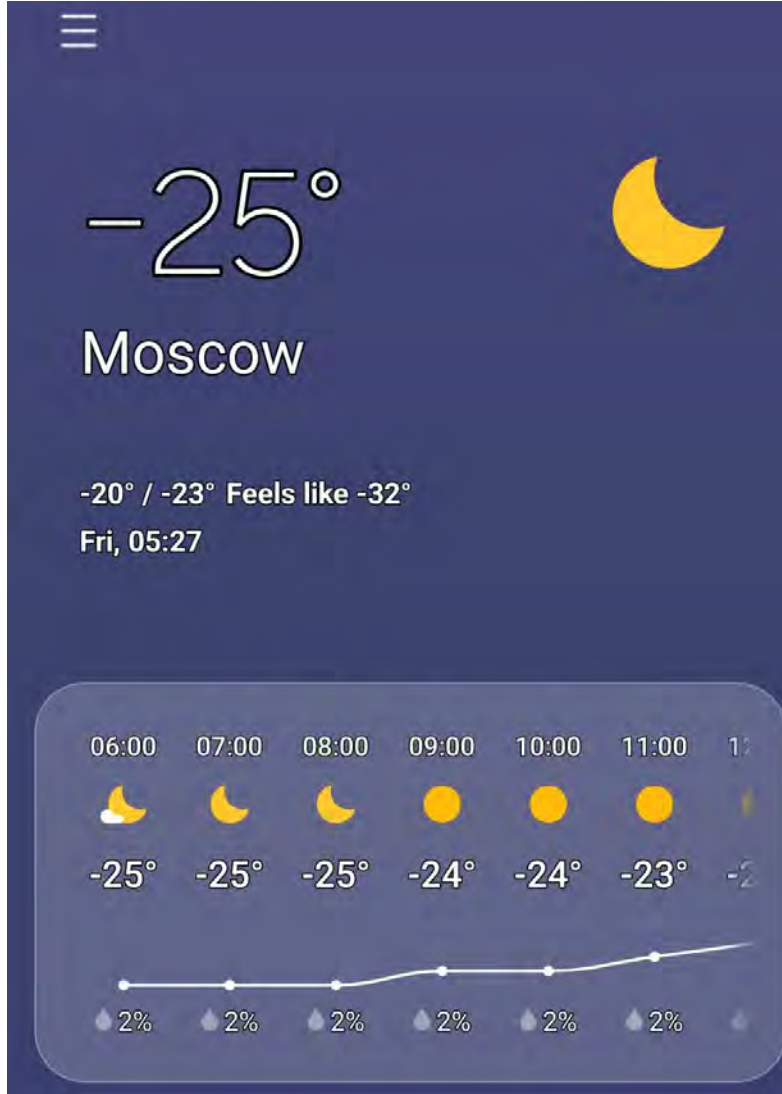 -25°
Moscow
-20° / -23° Feels like -32°
Fri, 05:27
06:00 07:00 08:00 09:00 10:00 11:00
-25° -25° -25° -24° -24° -23°
2% 2% 2% 2% 2% 2%